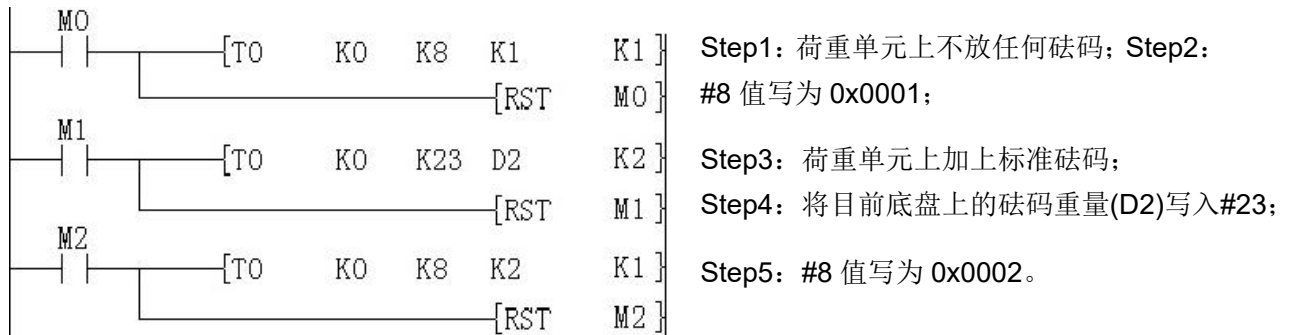 M0
[TO K0 K8 K1 K1] Step1：荷重单元上不放任何砝码；Step2：
[RST M0] #8 值写为 0x0001；
M1
[TO K0 K23 D2 K2] Step3：荷重单元上加上标准砝码；
[RST M1] Step4：将目前底盘上的砝码重量(D2)写入#23；
M2
[TO K0 K8 K2 K1] Step5：#8 值写为 0x0002。
[RST M2]